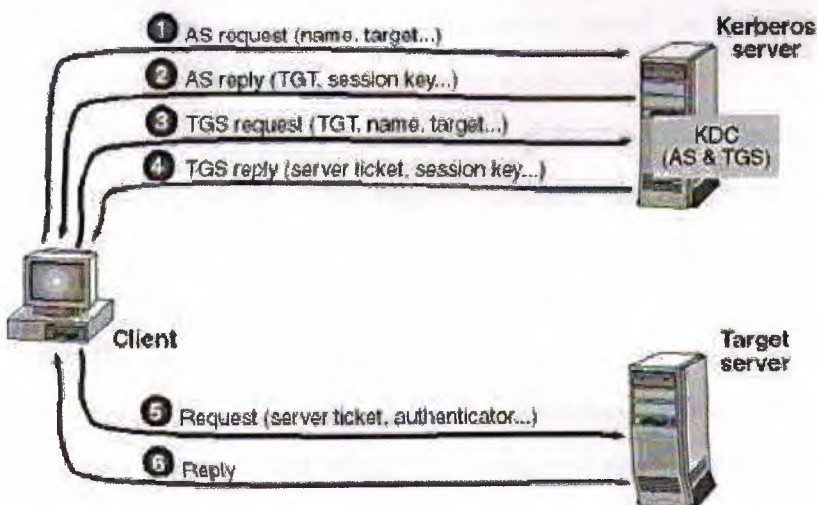 1 AS request (name, target...)
2 AS reply (TGT, session key...)
3 TGS request (TGT, name, target...)
4 TGS reply (server ticket, session key...)
Kerberos
server
KDC
(AS & TGS)
Client
Target
server
5 Request (server ticket, authenticator...)
6 Reply